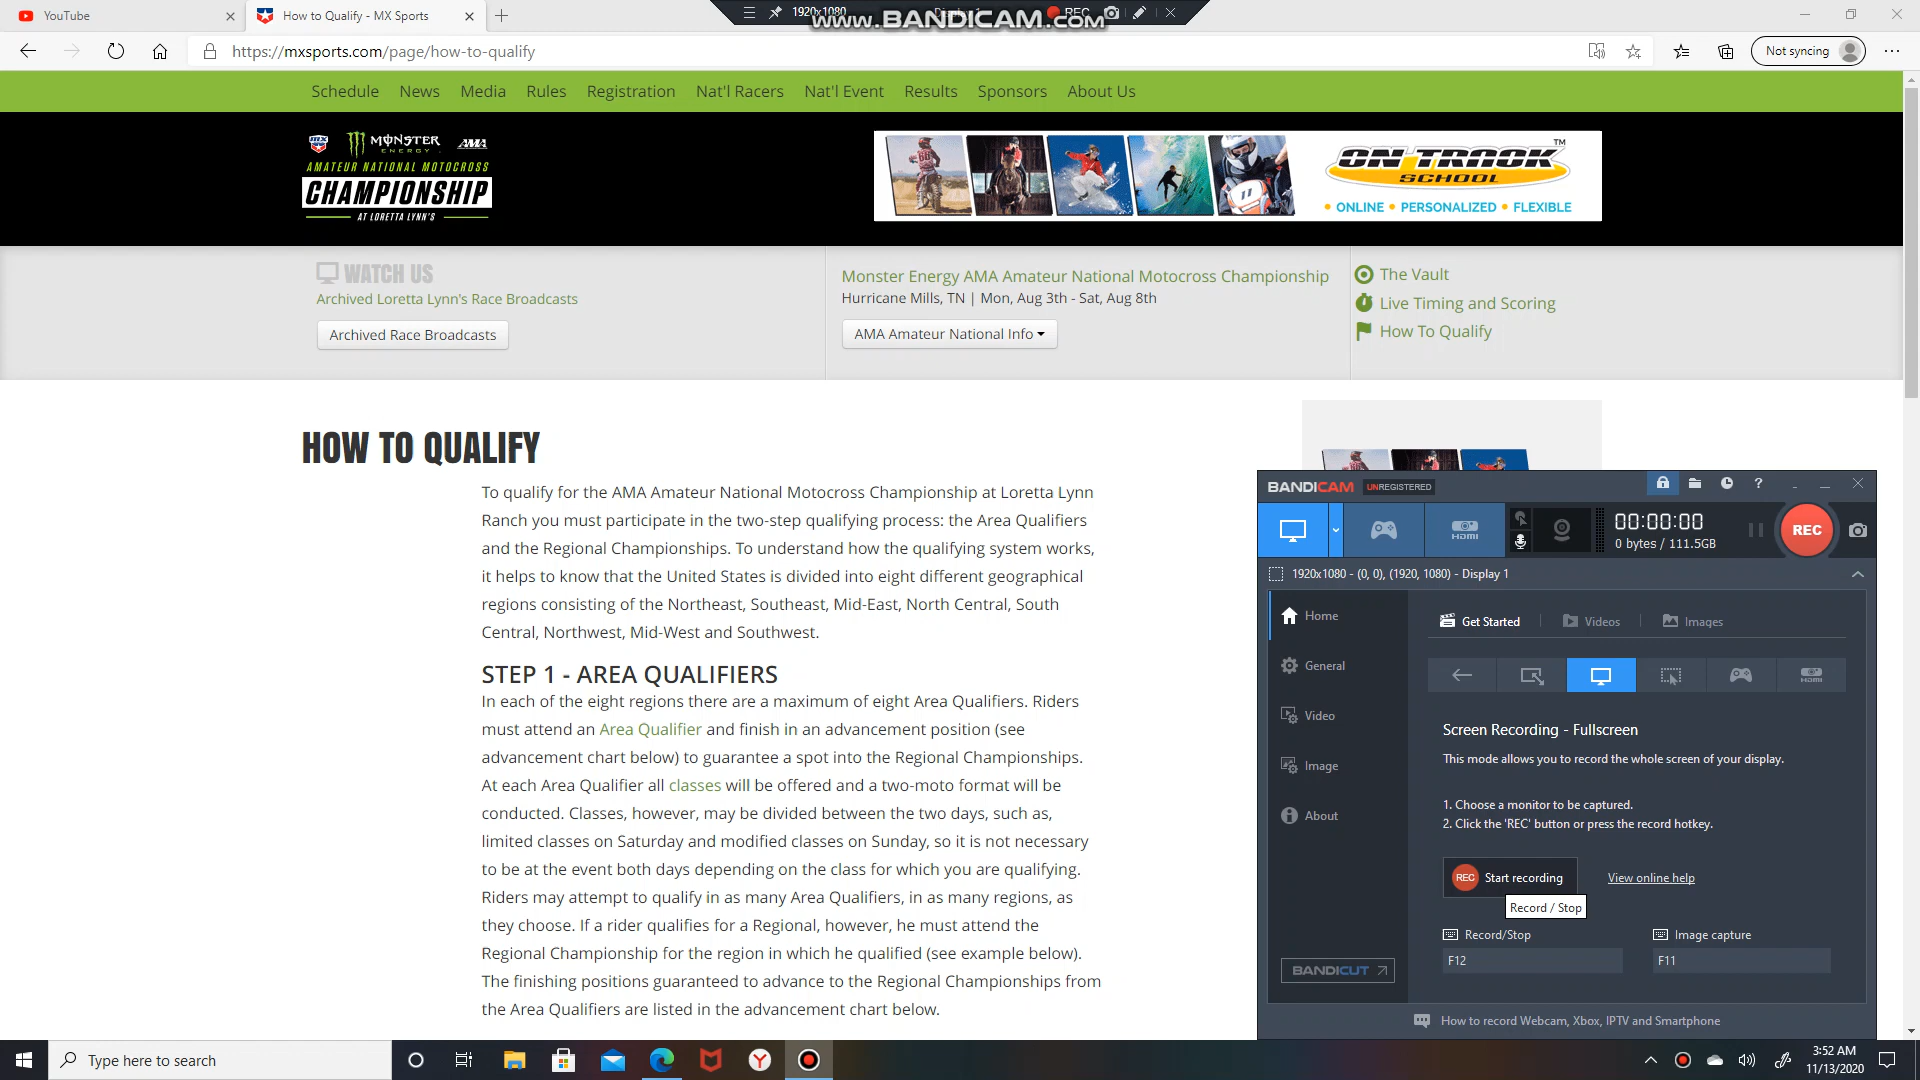 YouTube
How to Qualify - MX Sports
1920x1080
REC
www.BANDICAM.com
https://mxsports.com/page/how-to-qualify
Not syncing
Schedule News Media Rules Registration Nat'l Racers Nat'l Event Results Sponsors About Us
MX MONSTER ENERGY AMA
AMATEUR NATIONAL MOTOCROSS
CHAMPIONSHIP
AT LORETTA LYNN'S
ON TRACK™
SCHOOL
• ONLINE • PERSONALIZED • FLEXIBLE
WATCH US
Archived Loretta Lynn's Race Broadcasts
Archived Race Broadcasts
Monster Energy AMA Amateur National Motocross Championship
Hurricane Mills, TN | Mon, Aug 3th - Sat, Aug 8th
AMA Amateur National Info
The Vault
Live Timing and Scoring
How To Qualify
HOW TO QUALIFY
To qualify for the AMA Amateur National Motocross Championship at Loretta Lynn
Ranch you must participate in the two-step qualifying process: the Area Qualifiers
and the Regional Championships. To understand how the qualifying system works,
it helps to know that the United States is divided into eight different geographical
regions consisting of the Northeast, Southeast, Mid-East, North Central, South
Central, Northwest, Mid-West and Southwest.
STEP 1 - AREA QUALIFIERS
In each of the eight regions there are a maximum of eight Area Qualifiers. Riders
must attend an Area Qualifier and finish in an advancement position (see
advancement chart below) to guarantee a spot into the Regional Championships.
At each Area Qualifier all classes will be offered and a two-moto format will be
conducted. Classes, however, may be divided between the two days, such as,
limited classes on Saturday and modified classes on Sunday, so it is not necessary
to be at the event both days depending on the class for which you are qualifying.
Riders may attempt to qualify in as many Area Qualifiers, in as many regions, as
they choose. If a rider qualifies for a Regional, however, he must attend the
Regional Championship for the region in which he qualified (see example below).
The finishing positions guaranteed to advance to the Regional Championships from
the Area Qualifiers are listed in the advancement chart below.
BANDICAM UNREGISTERED
HDMI
00:00:00
0 bytes / 111.5GB
REC
1920x1080 - (0, 0), (1920, 1080) - Display 1
Home
General
Video
Image
About
BANDICUT
Get Started
Videos
Images
HDMI
Screen Recording - Fullscreen
This mode allows you to record the whole screen of your display.
1. Choose a monitor to be captured.
2. Click the 'REC' button or press the record hotkey.
REC Start recording
View online help
Record / Stop
Record/Stop
F12
Image capture
F11
How to record Webcam, Xbox, IPTV and Smartphone
Type here to search
3:52 AM
11/13/2020